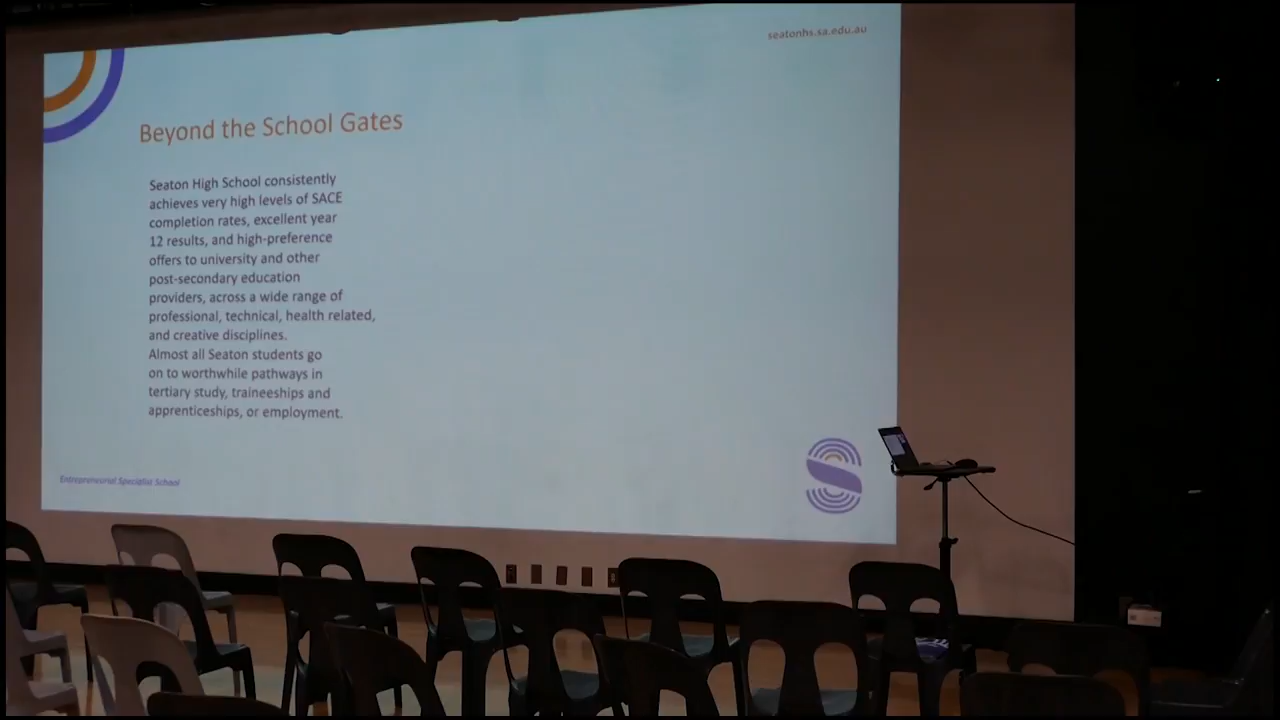 seatonhs.sa.edu.au
Beyond the School Gates
Seaton High School consistently
achieves very high levels of SACE
completion rates, excellent year
12 results, and high-preference
offers to university and other
post-secondary education
providers, across a wide range of
professional, technical, health related,
and creative disciplines.
Almost all Seaton students go
on to worthwhile pathways in
tertiary study, traineeships and
apprenticeships, or employment.
Entrepreneurial Specialist School
S